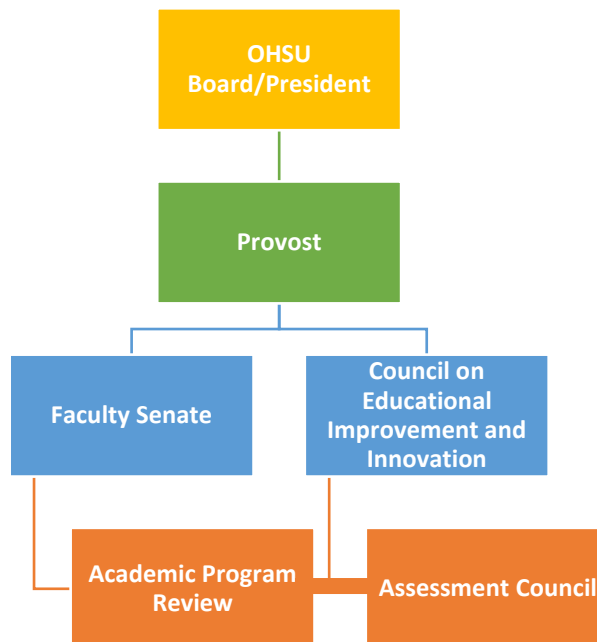 OHSU
Board/President
Provost
Faculty Senate
Council on
Educational
Improvement and
Innovation
Academic Program
Review
Assessment Council